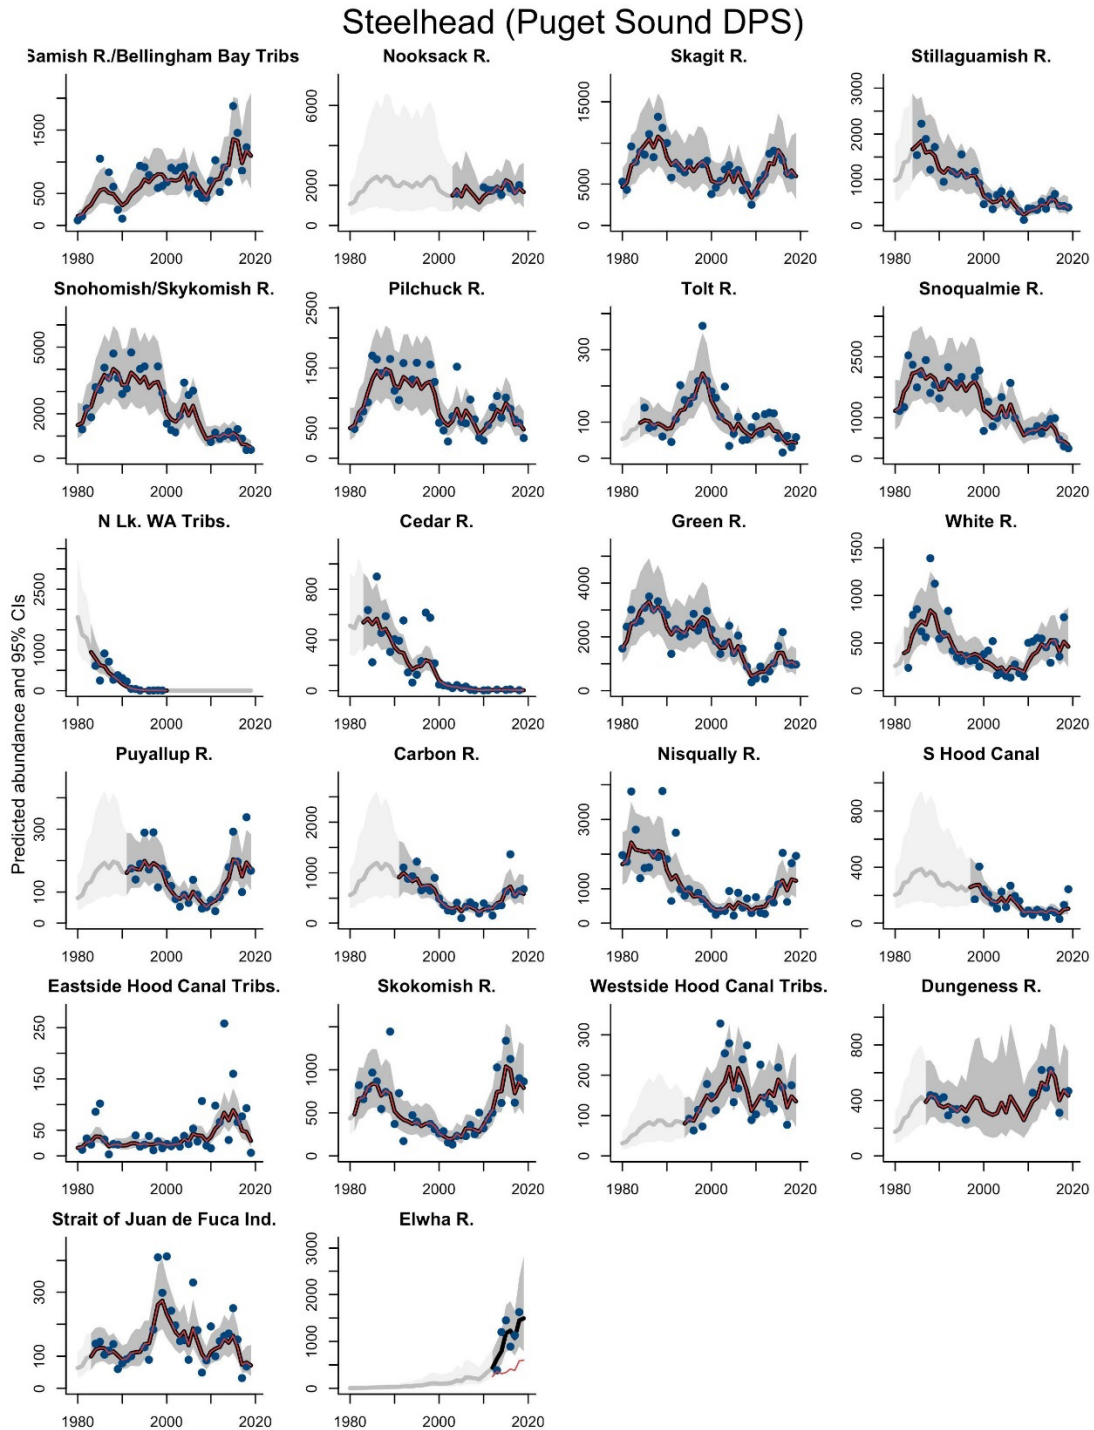 Steelhead (Puget Sound DPS)
Samish R./Bellingham Bay Tribs
Nooksack R.
Skagit R.
Stillaguamish R.
0 500 1500
0 2000 4000 6000
0 5000 15000
0 1000 2000 3000
1980 2000 2020
1980 2000 2020
1980 2000 2020
1980 2000 2020
Snohomish/Skykomish R.
Pilchuck R.
Tolt R.
Snoqualmie R.
0 2000 5000
0 500 1500 2500
0 100 300
0 1000 2500
1980 2000 2020
1980 2000 2020
1980 2000 2020
1980 2000 2020
N Lk. WA Tribs.
Cedar R.
Green R.
White R.
0 1000 2500
0 400 800
0 2000 4000
0 500 1000 1500
1980 2000 2020
1980 2000 2020
1980 2000 2020
1980 2000 2020
Predicted abundance and 95% CIs
Puyallup R.
Carbon R.
Nisqually R.
S Hood Canal
0 100 300
0 1000 2000
0 1000 3000
0 400 800
1980 2000 2020
1980 2000 2020
1980 2000 2020
1980 2000 2020
Eastside Hood Canal Tribs.
Skokomish R.
Westside Hood Canal Tribs.
Dungeness R.
0 50 150 250
0 500 1000
0 100 200 300
0 400 800
1980 2000 2020
1980 2000 2020
1980 2000 2020
1980 2000 2020
Strait of Juan de Fuca Ind.
Elwha R.
0 100 300
0 1000 2000 3000
1980 2000 2020
1980 2000 2020